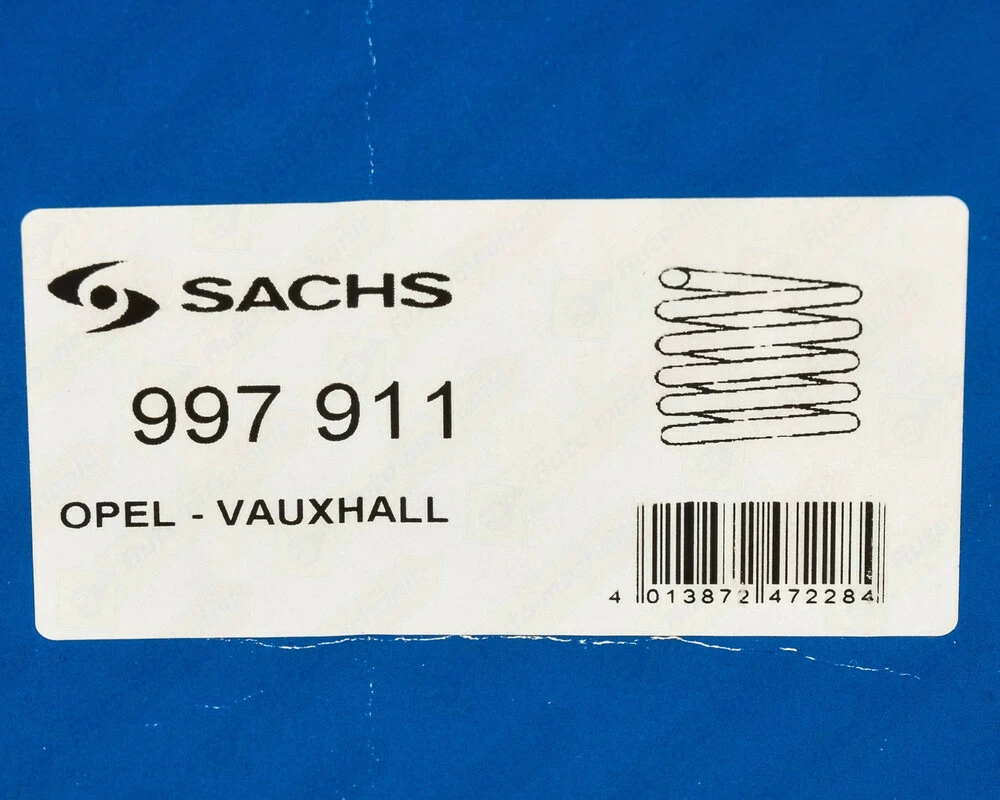 SACHS
997 911
OPEL - VAUXHALL
4 013872 472284